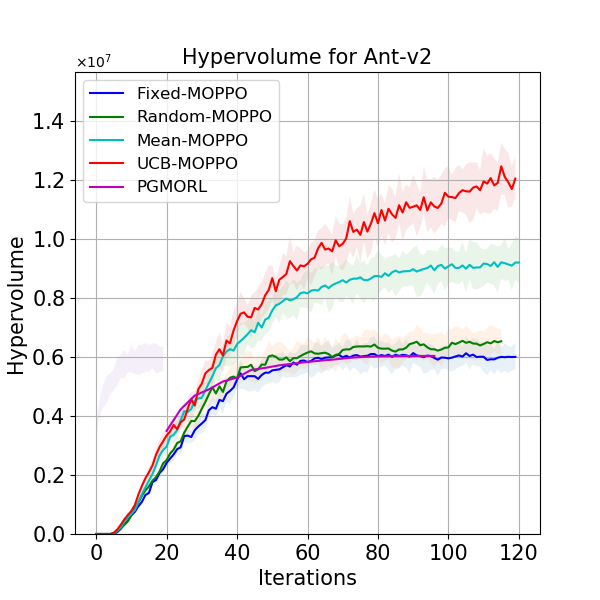 Hypervolume for Ant-v2
×10⁷
Fixed-MOPPO
Random-MOPPO
Mean-MOPPO
UCB-MOPPO
PGMORL
1.4
1.2
1.0
0.8
0.6
0.4
0.2
0.0
Hypervolume
0 20 40 60 80 100 120
Iterations